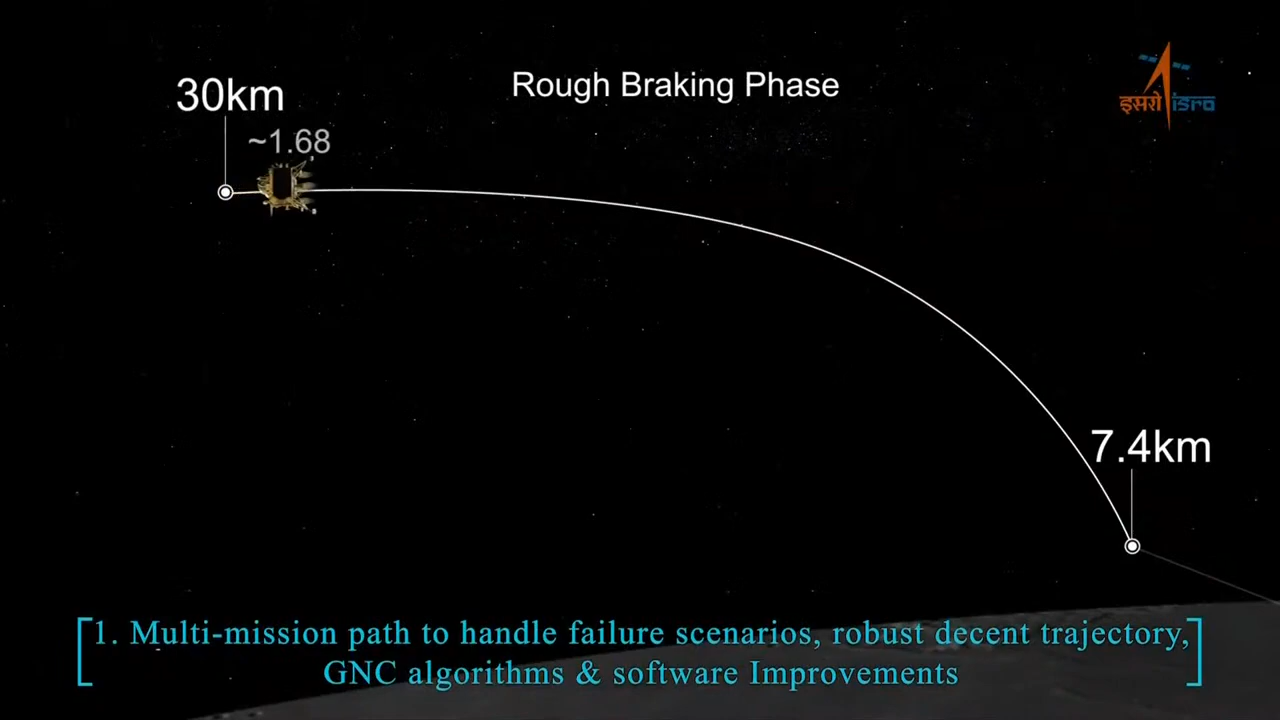 Rough Braking Phase
30km
~1.68
इसरो isro
7.4km
1. Multi-mission path to handle failure scenarios, robust decent trajectory,
GNC algorithms & software Improvements